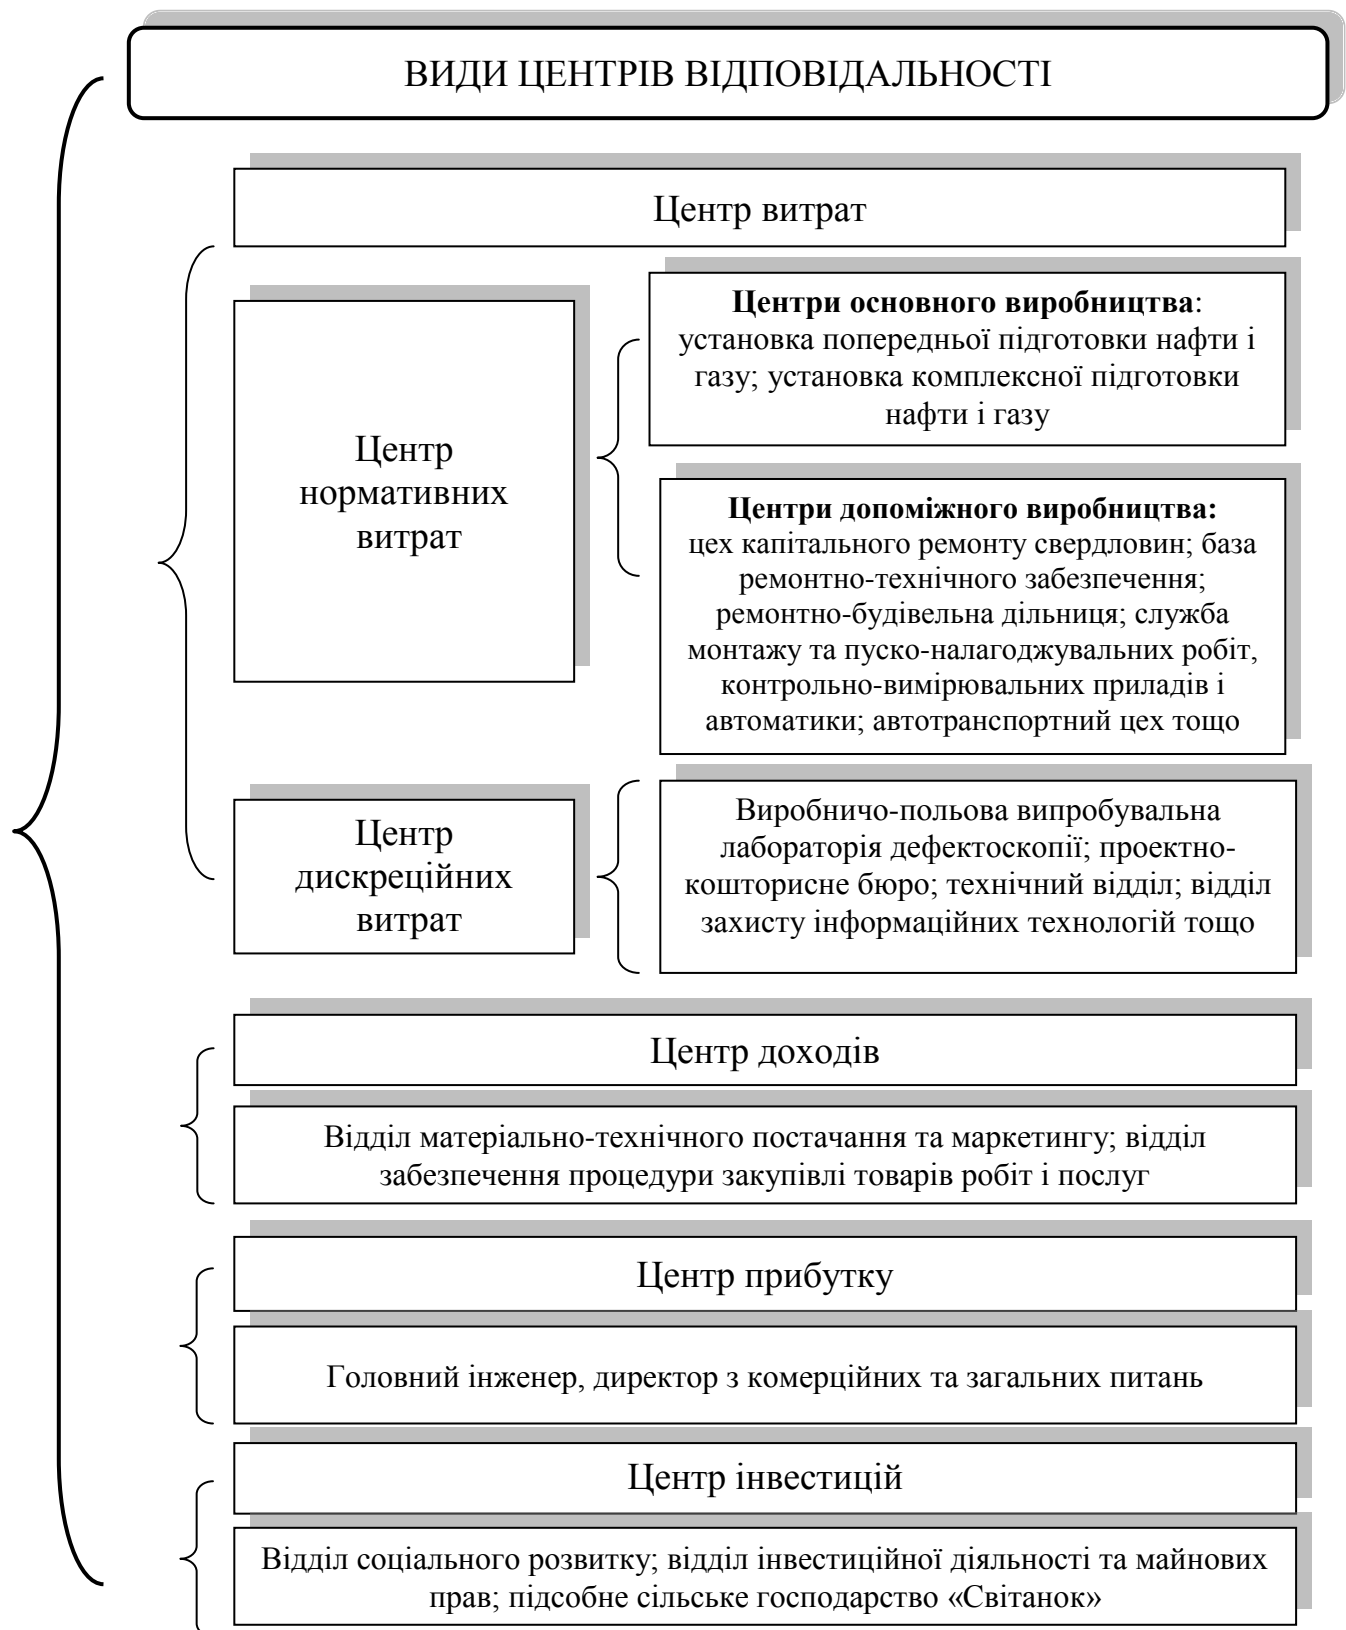 ВИДИ ЦЕНТРІВ ВІДПОВІДАЛЬНОСТІ
Центр витрат
Центр
нормативних
витрат
Центри основного виробництва:
установка попередньої підготовки нафти і
газу; установка комплексної підготовки
нафти і газу
Центри допоміжного виробництва:
цех капітального ремонту свердловин; база
ремонтно-технічного забезпечення;
ремонтно-будівельна дільниця; служба
монтажу та пуско-налагоджувальних робіт,
контрольно-вимірювальних приладів і
автоматики; автотранспортний цех тощо
Центр
дискреційних
витрат
Виробничо-польова випробувальна
лабораторія дефектоскопії; проектно-
кошторисне бюро; технічний відділ; відділ
захисту інформаційних технологій тощо
Центр доходів
Відділ матеріально-технічного постачання та маркетингу; відділ
забезпечення процедури закупівлі товарів робіт і послуг
Центр прибутку
Головний інженер, директор з комерційних та загальних питань
Центр інвестицій
Відділ соціального розвитку; відділ інвестиційної діяльності та майнових
прав; підсобне сільське господарство «Світанок»